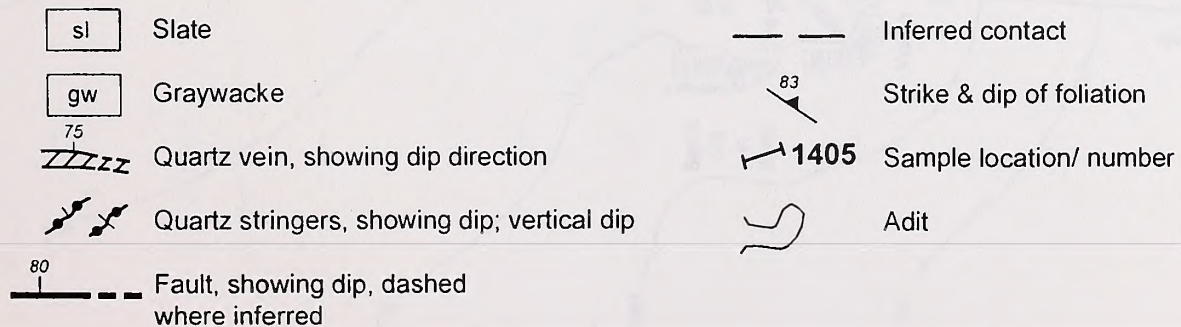 sl Slate
gw Graywacke
75
Quartz vein, showing dip direction
Quartz stringers, showing dip; vertical dip
80
Fault, showing dip, dashed
where inferred
Inferred contact
83
Strike & dip of foliation
1405 Sample location/ number
Adit